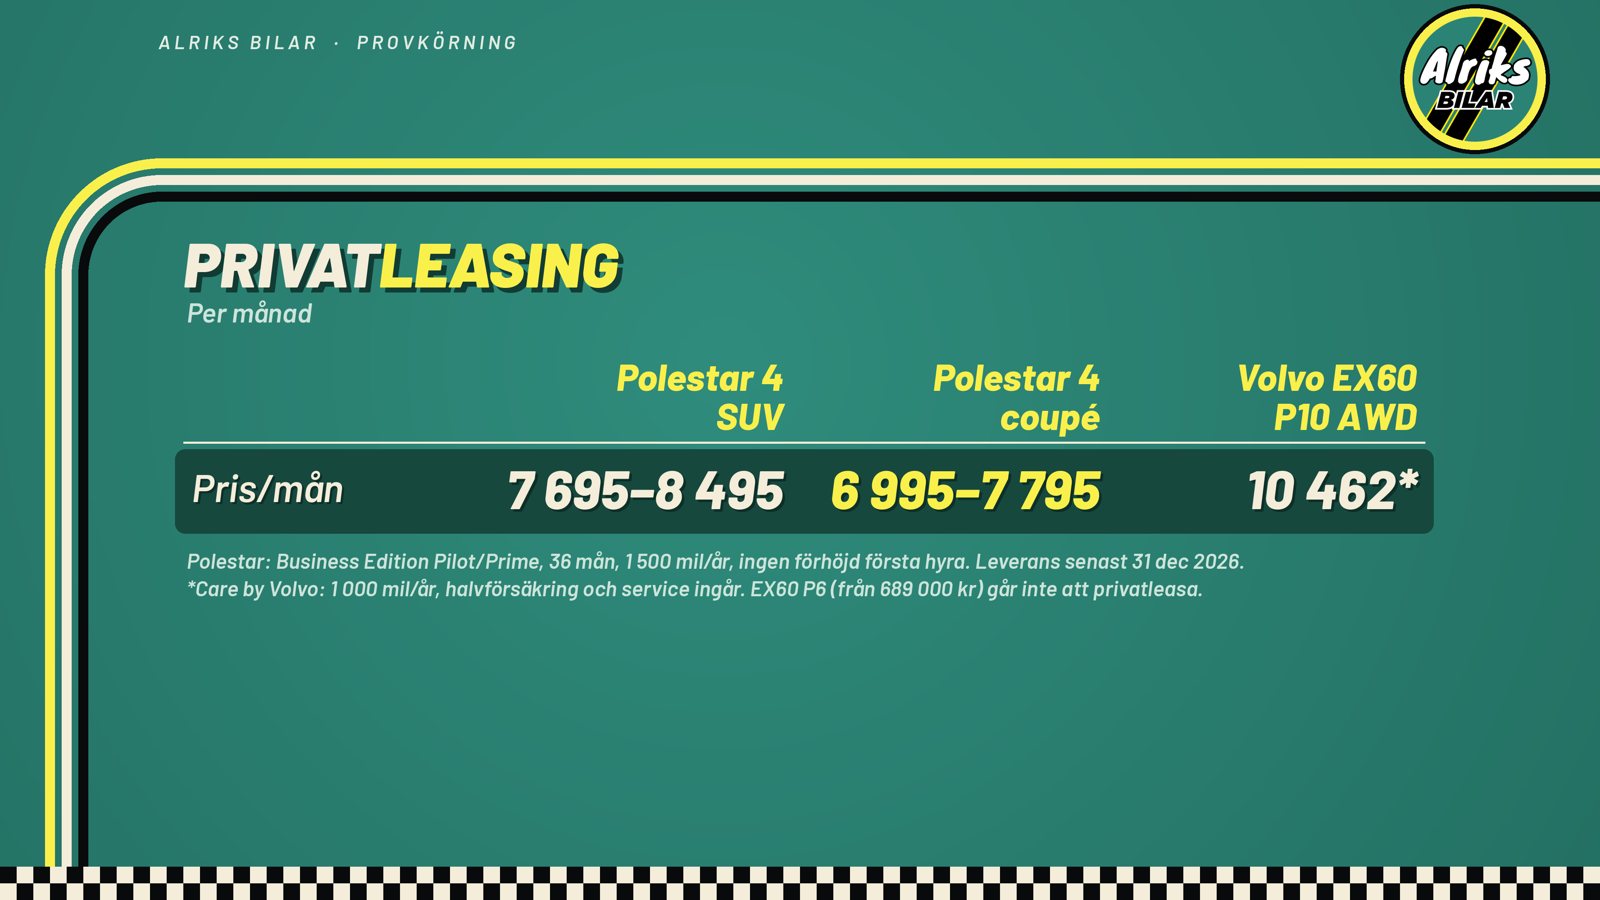 ALRIKS BILAR · PROVKÖRNING
Alriks
BILAR
PRIVATLEASING
Per månad
Polestar 4 SUV
Polestar 4 coupé
Volvo EX60 P10 AWD
Pris/mån 7 695–8 495 6 995–7 795 10 462*
Polestar: Business Edition Pilot/Prime, 36 mån, 1 500 mil/år, ingen förhöjd första hyra. Leverans senast 31 dec 2026.
*Care by Volvo: 1 000 mil/år, halvförsäkring och service ingår. EX60 P6 (från 689 000 kr) går inte att privatleasa.